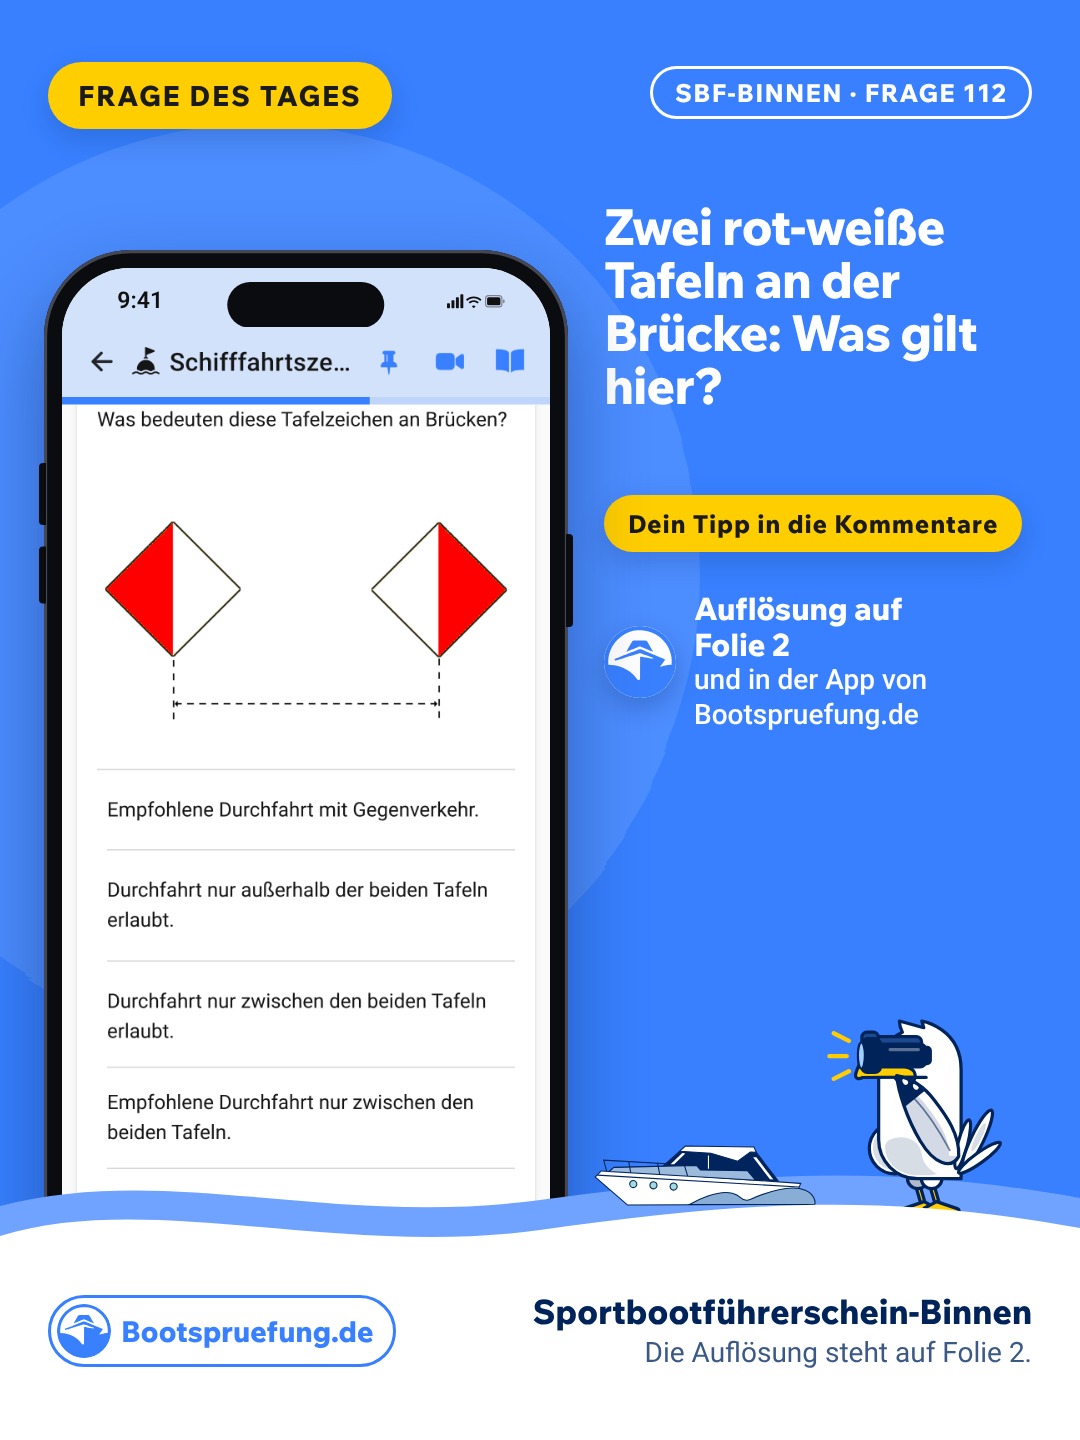 FRAGE DES TAGES
SBF-BINNEN · FRAGE 112
Zwei rot-weiße
Tafeln an der
Brücke: Was gilt
hier?
9:41
Schifffahrtsze...
Was bedeuten diese Tafelzeichen an Brücken?
Empfohlene Durchfahrt mit Gegenverkehr.
Durchfahrt nur außerhalb der beiden Tafeln
erlaubt.
Durchfahrt nur zwischen den beiden Tafeln
erlaubt.
Empfohlene Durchfahrt nur zwischen den
beiden Tafeln.
Dein Tipp in die Kommentare
Auflösung auf
Folie 2
und in der App von
Bootspruefung.de
Bootspruefung.de
Sportbootführerschein-Binnen
Die Auflösung steht auf Folie 2.